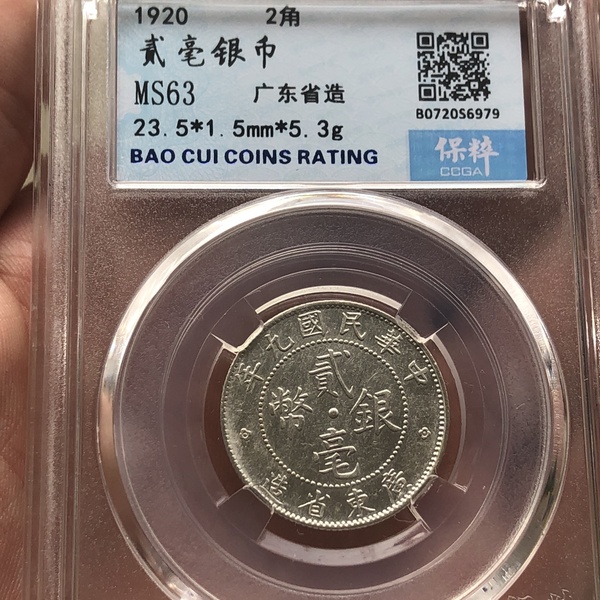 1920 2角
贰毫银币
MS63 广东省造
23.5*1.5mm*5.3g
BAO CUI COINS RATING
B0720S6979
保粹
CCGA
年九國民華中
貳
幣·銀
毫
造省東廣